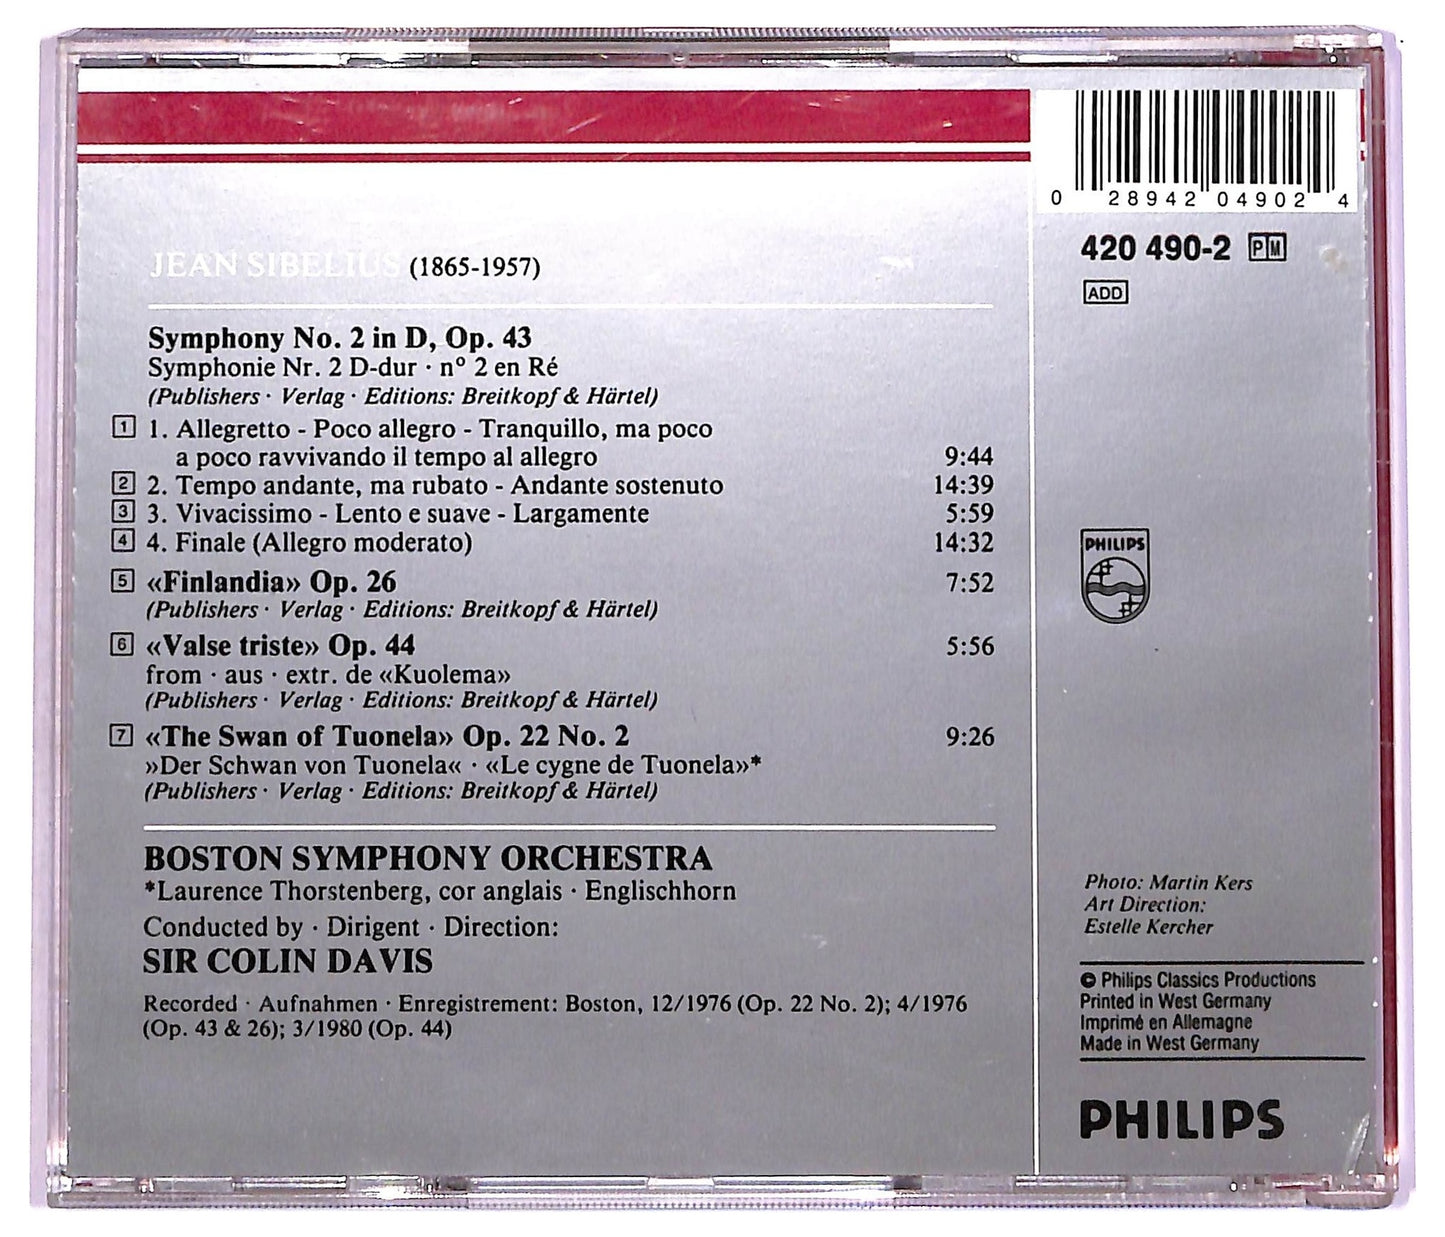 JEAN SIBELIUS (1865-1957)
Symphony No. 2 in D, Op. 43
Symphonie Nr. 2 D-dur · nº 2 en Ré
(Publishers · Verlag · Editions: Breitkopf & Härtel)
1 1. Allegretto - Poco allegro - Tranquillo, ma poco
a poco ravvivando il tempo al allegro 9:44
2 2. Tempo andante, ma rubato - Andante sostenuto 14:39
3 3. Vivacissimo - Lento e suave - Largamente 5:59
4 4. Finale (Allegro moderato) 14:32
5 «Finlandia» Op. 26 7:52
(Publishers · Verlag · Editions: Breitkopf & Härtel)
6 «Valse triste» Op. 44 5:56
from · aus · extr. de «Kuolema»
(Publishers · Verlag · Editions: Breitkopf & Härtel)
7 «The Swan of Tuonela» Op. 22 No. 2 9:26
»Der Schwan von Tuonela« · «Le cygne de Tuonela»*
(Publishers · Verlag · Editions: Breitkopf & Härtel)
BOSTON SYMPHONY ORCHESTRA
*Laurence Thorstenberg, cor anglais · Englischhorn
Conducted by · Dirigent · Direction:
SIR COLIN DAVIS
Recorded · Aufnahmen · Enregistrement: Boston, 12/1976 (Op. 22 No. 2); 4/1976
(Op. 43 & 26); 3/1980 (Op. 44)
0 28942 04902 4
420 490-2 PM
ADD
PHILIPS
Photo: Martin Kers
Art Direction:
Estelle Kercher
© Philips Classics Productions
Printed in West Germany
Imprimé en Allemagne
Made in West Germany
PHILIPS